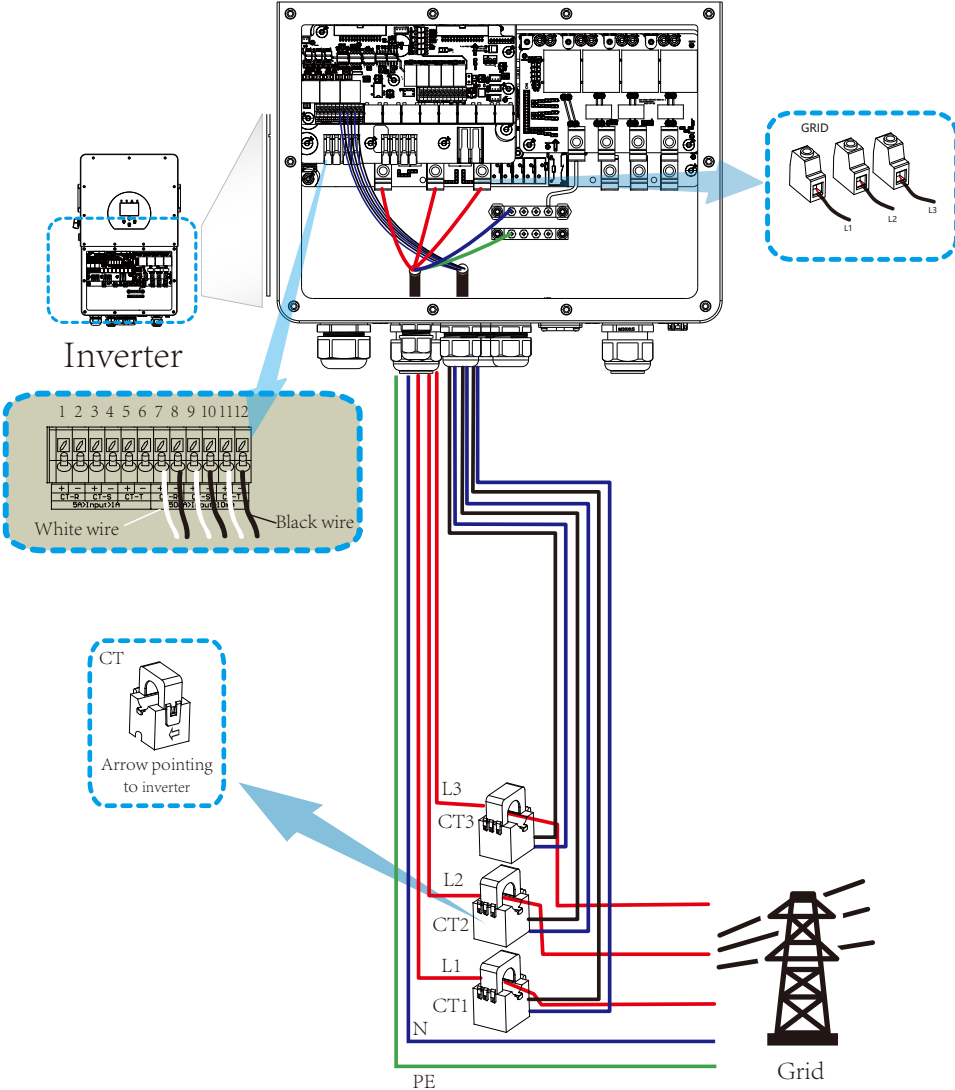 GRID
L1
L2
L3
Inverter
1 2 3 4 5 6 7 8 9 10 11 12
+ - + - + - + - + - + -
CT-R CT-S CT-T
5A>Input>1A
White wire
Black wire
CT
Arrow pointing
to inverter
L3
CT3
L2
CT2
L1
CT1
N
PE
Grid